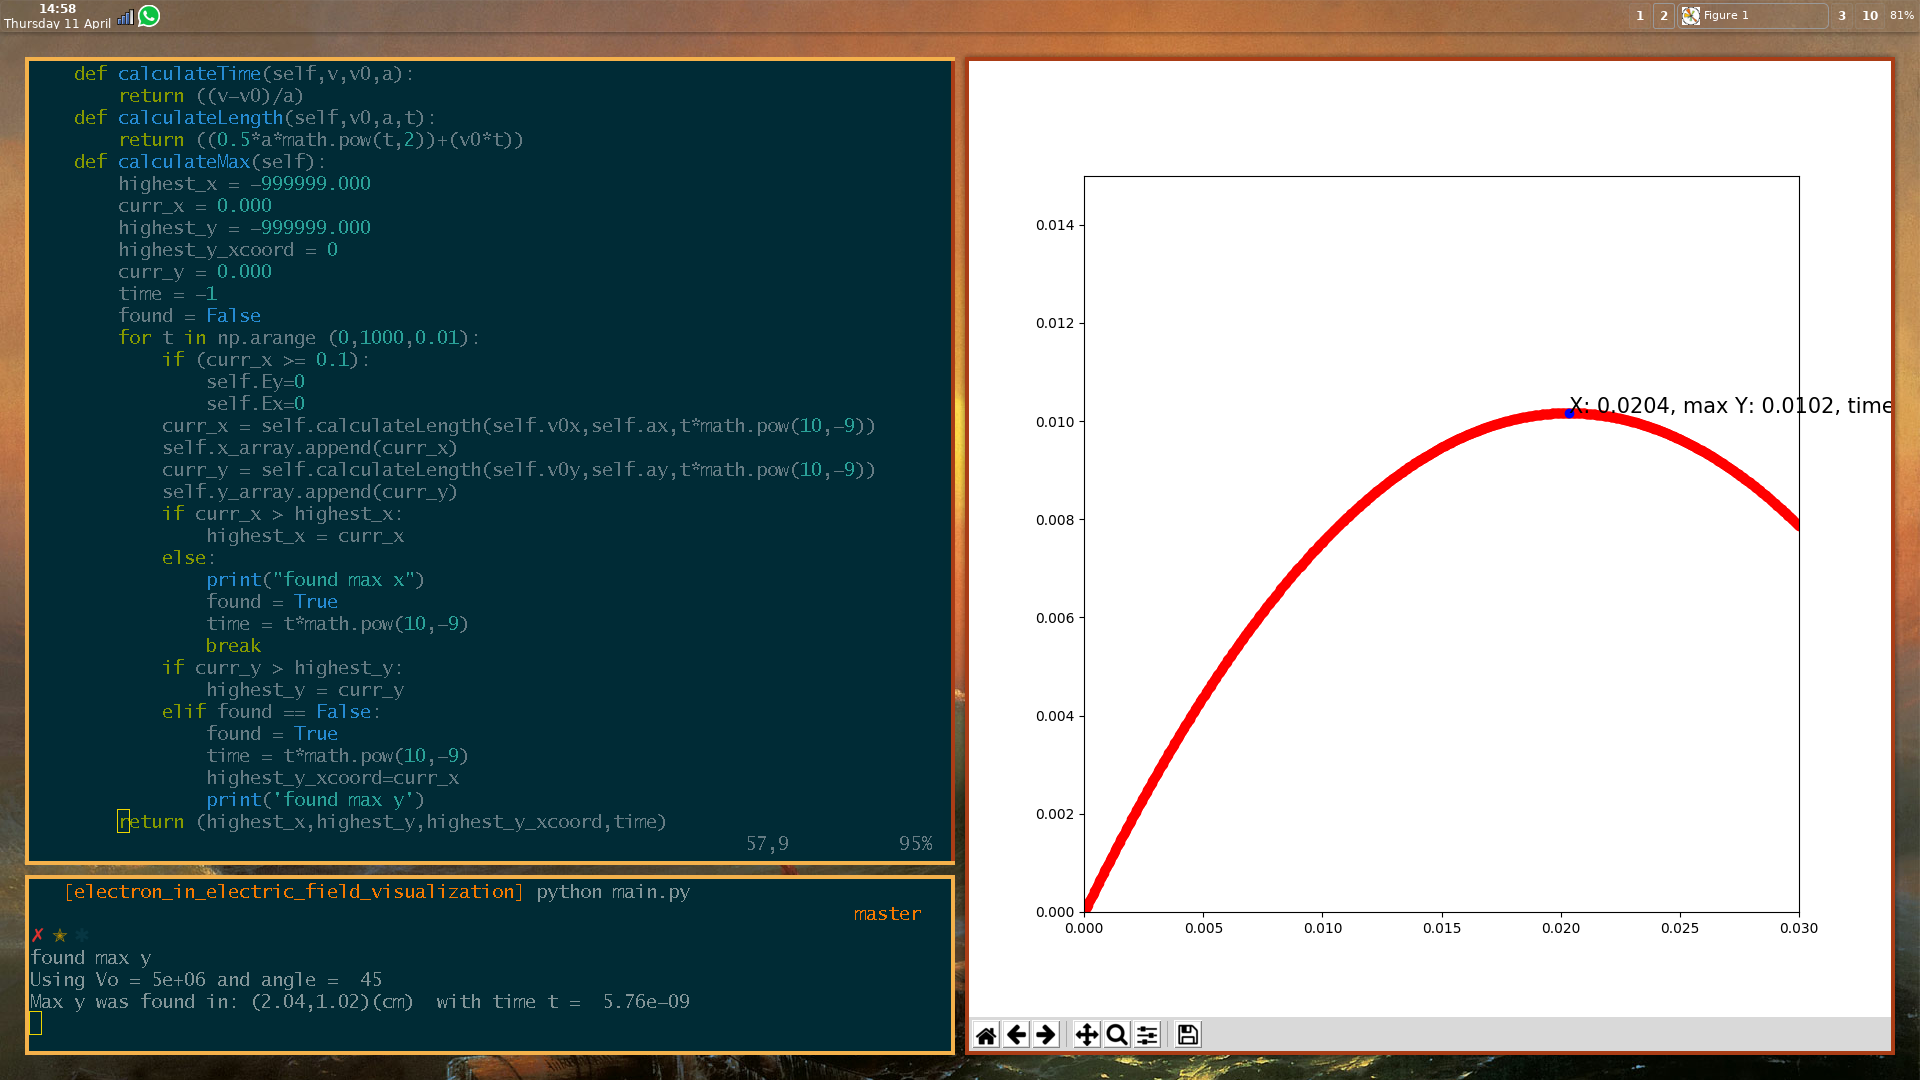 14:58
Thursday 11 April
1 2 Figure 1 3 10 81%
def calculateTime(self,v,v0,a):
return ((v-v0)/a)
def calculateLength(self,v0,a,t):
return ((0.5*a*math.pow(t,2))+(v0*t))
def calculateMax(self):
highest_x = -999999.000
curr_x = 0.000
highest_y = -999999.000
highest_y_xcoord = 0
curr_y = 0.000
time = -1
found = False
for t in np.arange (0,1000,0.01):
if (curr_x >= 0.1):
self.Ey=0
self.Ex=0
curr_x = self.calculateLength(self.v0x,self.ax,t*math.pow(10,-9))
self.x_array.append(curr_x)
curr_y = self.calculateLength(self.v0y,self.ay,t*math.pow(10,-9))
self.y_array.append(curr_y)
if curr_x > highest_x:
highest_x = curr_x
else:
print("found max x")
found = True
time = t*math.pow(10,-9)
break
if curr_y > highest_y:
highest_y = curr_y
elif found == False:
found = True
time = t*math.pow(10,-9)
highest_y_xcoord=curr_x
print('found max y')
return (highest_x,highest_y,highest_y_xcoord,time)
57,9 95%
[electron_in_electric_field_visualization] python main.py
master
found max y
Using Vo = 5e+06 and angle =  45
Max y was found in: (2.04,1.02)(cm)  with time t =  5.76e-09
0.014
0.012
X: 0.0204, max Y: 0.0102, time
0.010
0.008
0.006
0.004
0.002
0.000
0.000 0.005 0.010 0.015 0.020 0.025 0.030